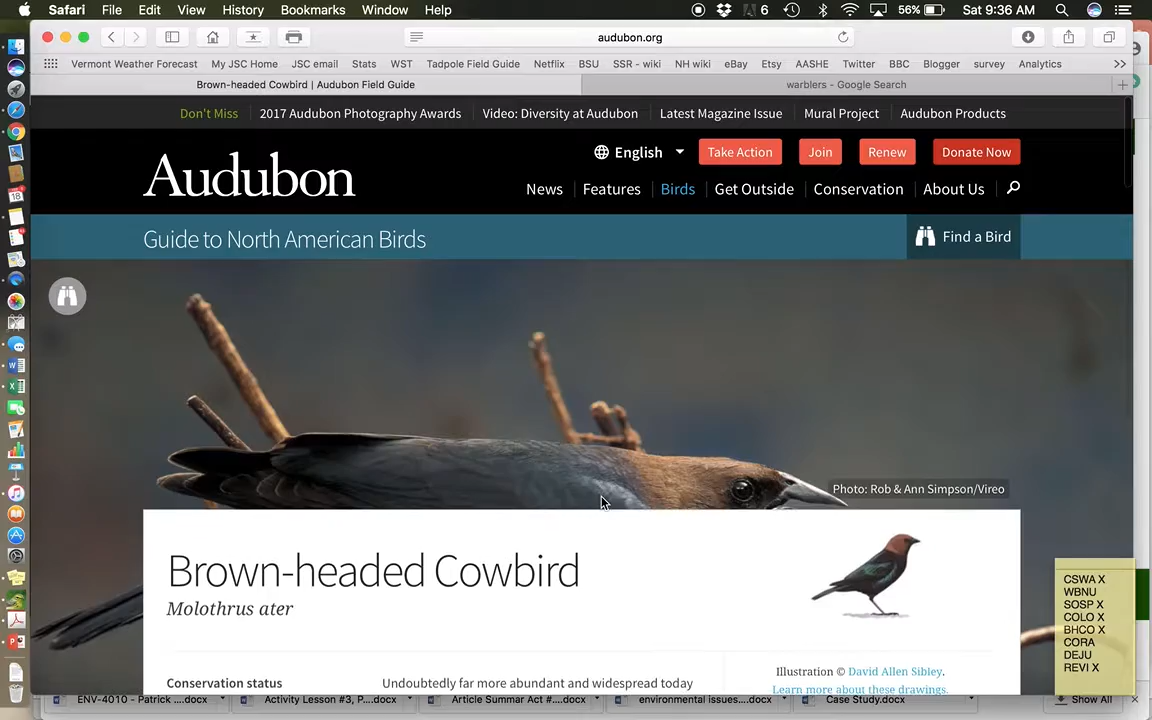 Safari File Edit View History Bookmarks Window Help 6 56% Sat 9:36 AM
audubon.org
Vermont Weather Forecast My JSC Home JSC email Stats WST Tadpole Field Guide Netflix BSU SSR - wiki NH wiki eBay Etsy AASHE Twitter BBC Blogger survey Analytics
Brown-headed Cowbird | Audubon Field Guide warblers - Google Search
Don't Miss 2017 Audubon Photography Awards Video: Diversity at Audubon Latest Magazine Issue Mural Project Audubon Products
English Take Action Join Renew Donate Now
Audubon
News Features Birds Get Outside Conservation About Us
Guide to North American Birds Find a Bird
Photo: Rob & Ann Simpson/Vireo
Brown-headed Cowbird
Molothrus ater
Conservation status Undoubtedly far more abundant and widespread today
Illustration © David Allen Sibley.
Learn more about these drawings.
CSWA X
WBNU
SOSP X
COLO X
BHCO X
CORA
DEJU
REVI X
ENV-4010 - Patrick ....docx Activity Lesson #3, P....docx Article Summar Act #....docx environmental issues....docx Case Study.docx Show All